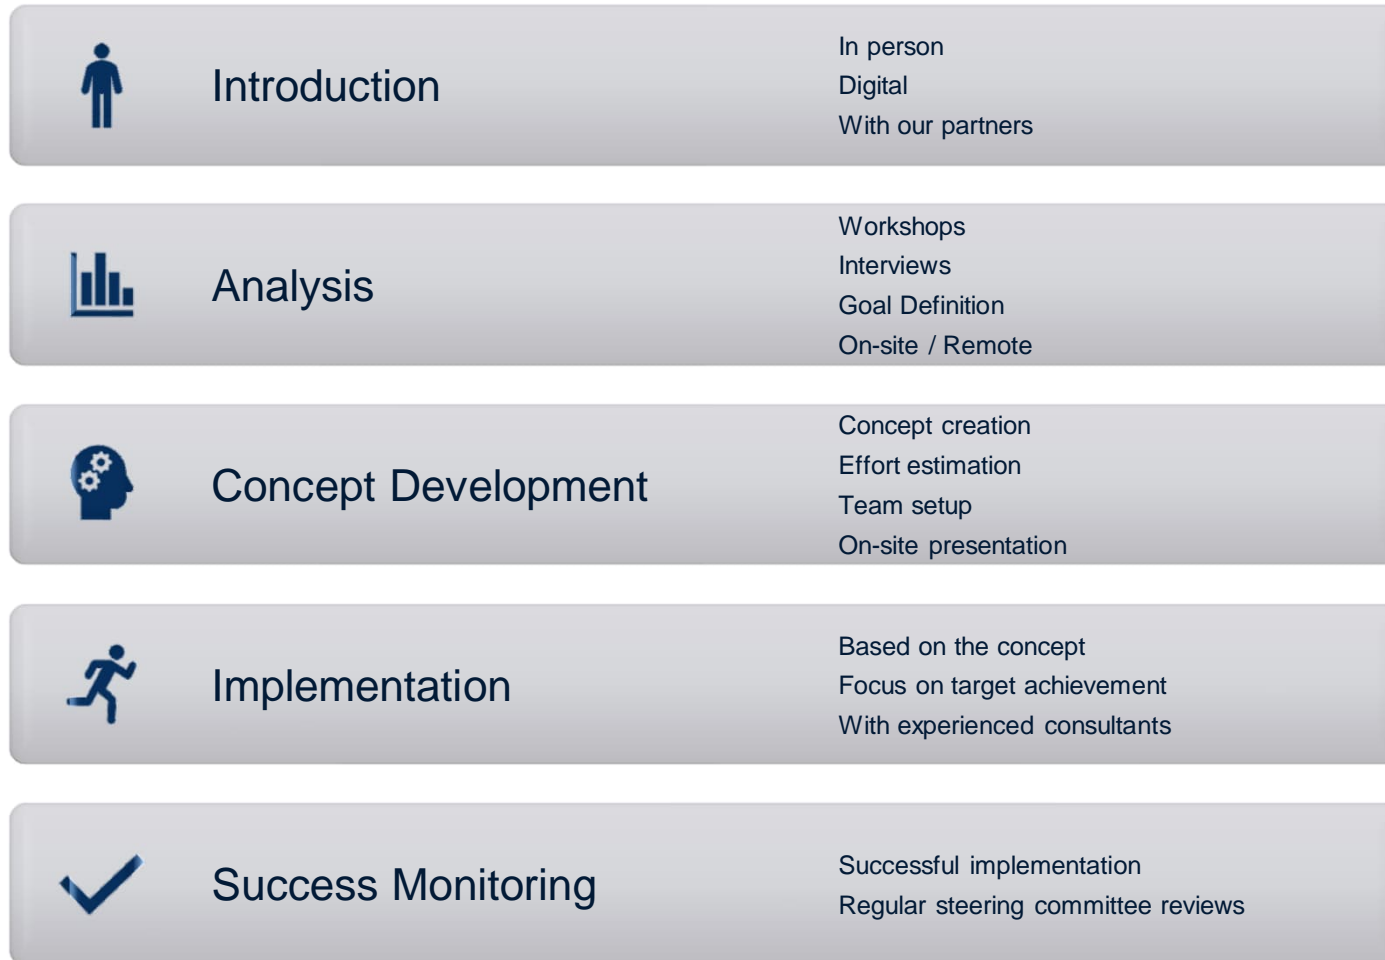 Introduction
In person
Digital
With our partners
Analysis
Workshops
Interviews
Goal Definition
On-site / Remote
Concept Development
Concept creation
Effort estimation
Team setup
On-site presentation
Implementation
Based on the concept
Focus on target achievement
With experienced consultants
Success Monitoring
Successful implementation
Regular steering committee reviews